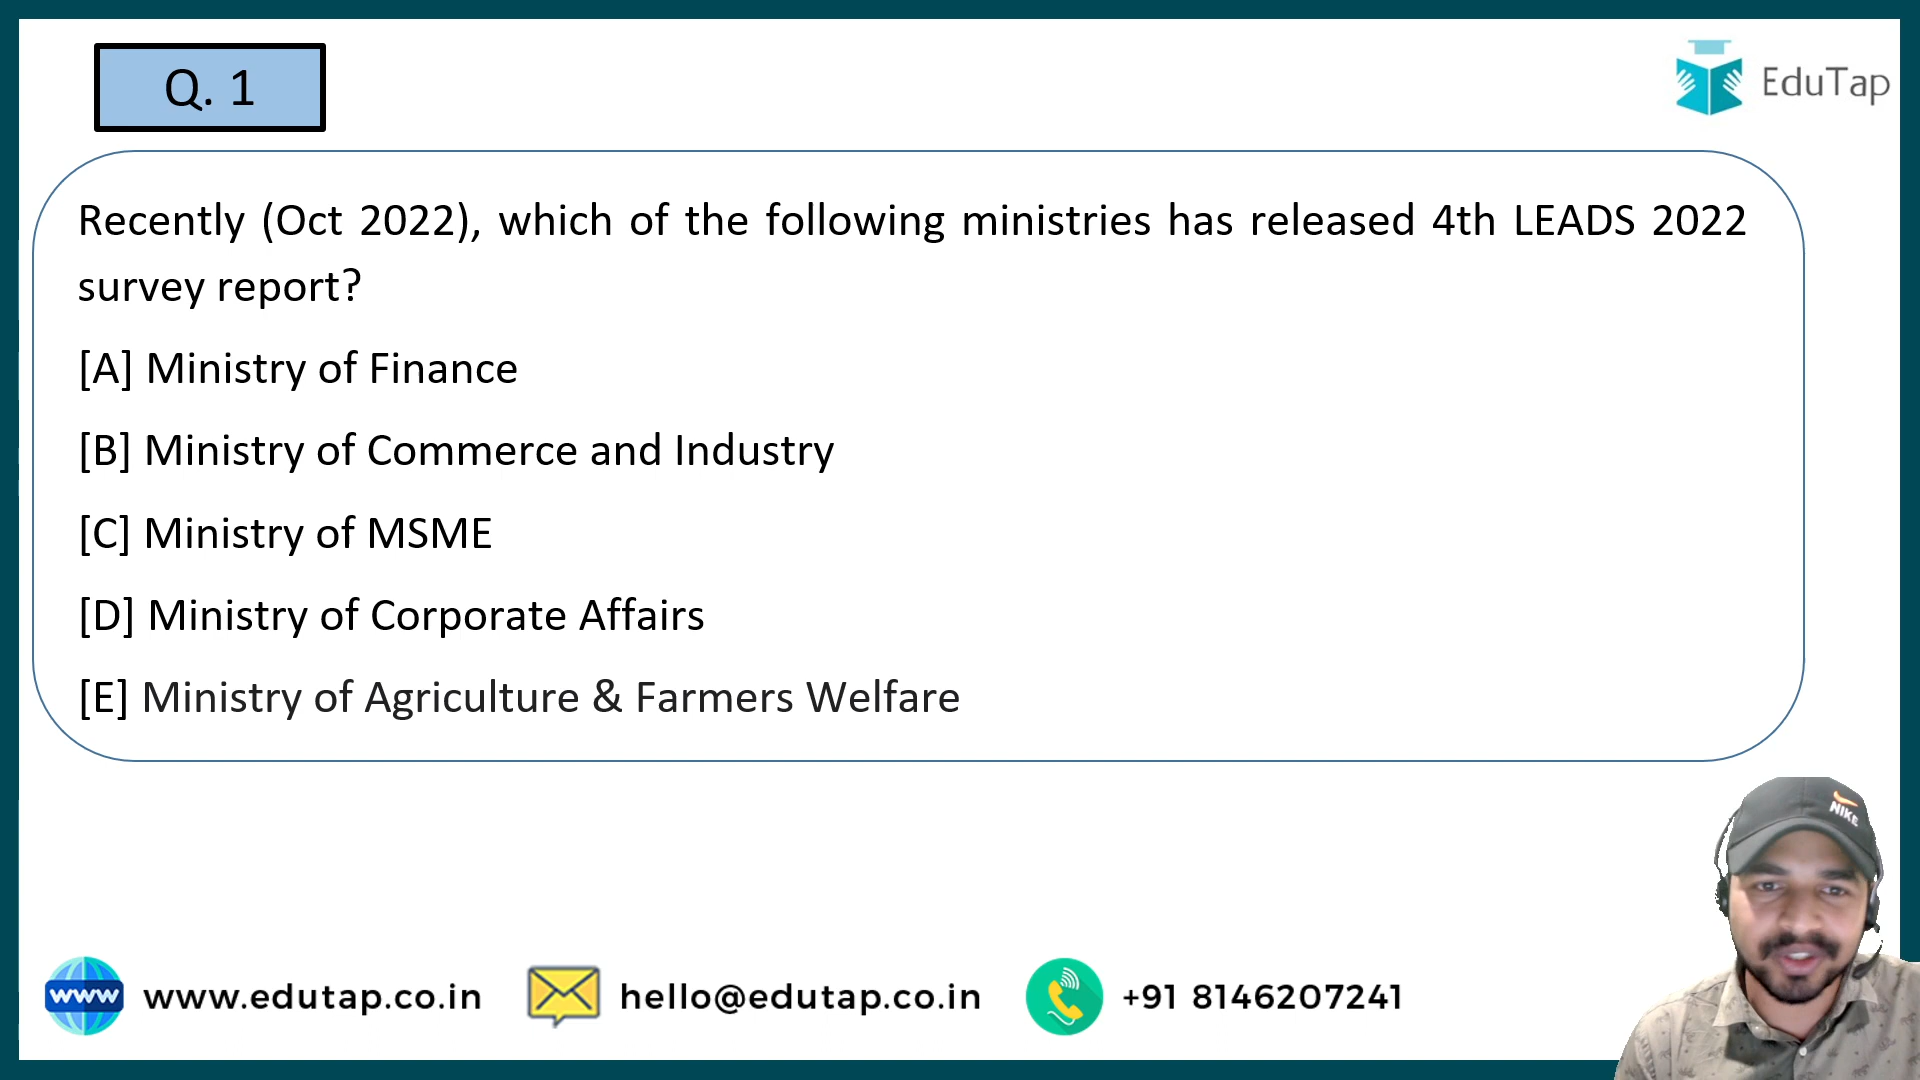 Q. 1
EduTap
Recently (Oct 2022), which of the following ministries has released 4th LEADS 2022
survey report?
[A] Ministry of Finance
[B] Ministry of Commerce and Industry
[C] Ministry of MSME
[D] Ministry of Corporate Affairs
[E] Ministry of Agriculture & Farmers Welfare
NIKE
www www.edutap.co.in hello@edutap.co.in +91 8146207241